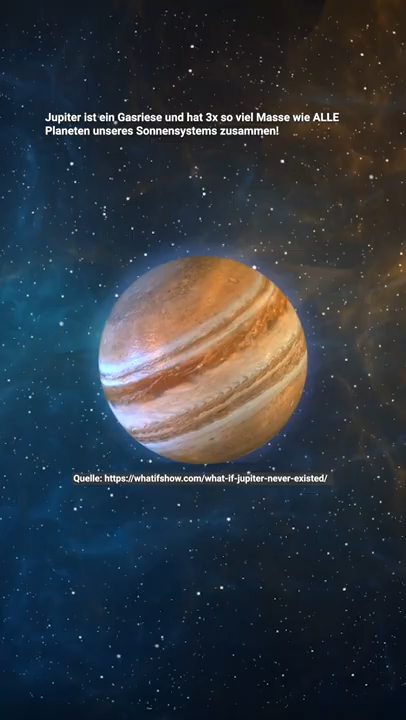 Jupiter ist ein Gasriese und hat 3x so viel Masse wie ALLE
Planeten unseres Sonnensystems zusammen!
Quelle: https://whatifshow.com/what-if-jupiter-never-existed/